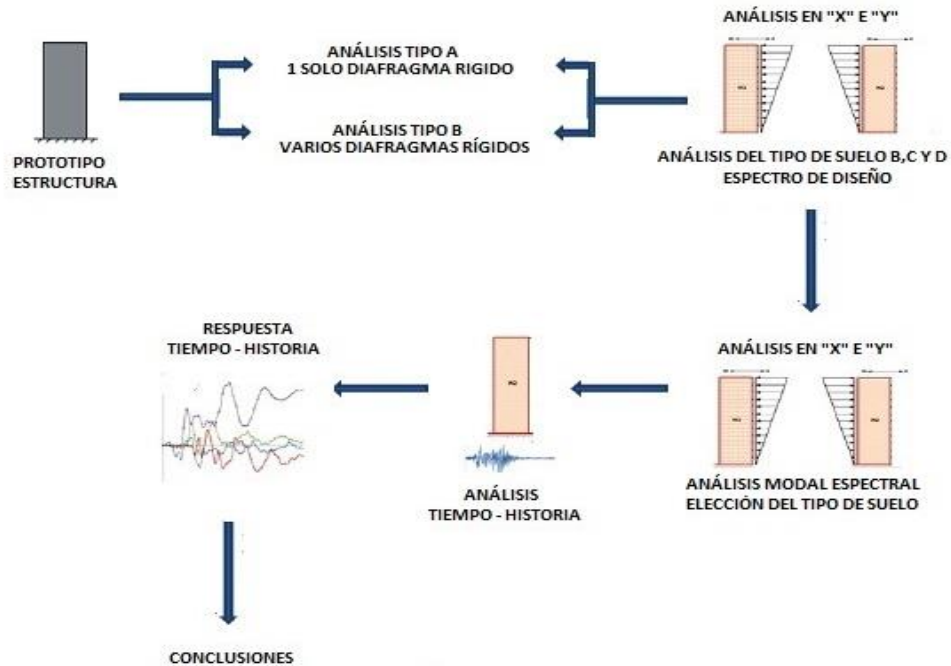 PROTOTIPO
ESTRUCTURA
ANÁLISIS TIPO A
1 SOLO DIAFRAGMA RIGIDO
ANÁLISIS TIPO B
VARIOS DIAFRAGMAS RÍGIDOS
ANÁLISIS EN "X" E "Y"
ANÁLISIS DEL TIPO DE SUELO B,C Y D
ESPECTRO DE DISEÑO
ANÁLISIS EN "X" E "Y"
ANÁLISIS MODAL ESPECTRAL
ELECCIÓN DEL TIPO DE SUELO
ANÁLISIS
TIEMPO - HISTORIA
RESPUESTA
TIEMPO - HISTORIA
CONCLUSIONES